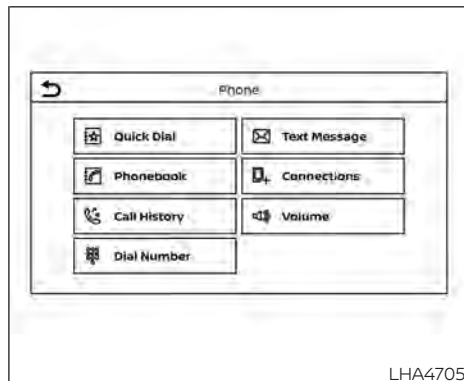 Phone
Quick Dial
Text Message
Phonebook
Connections
Call History
Volume
Dial Number
LHA4705